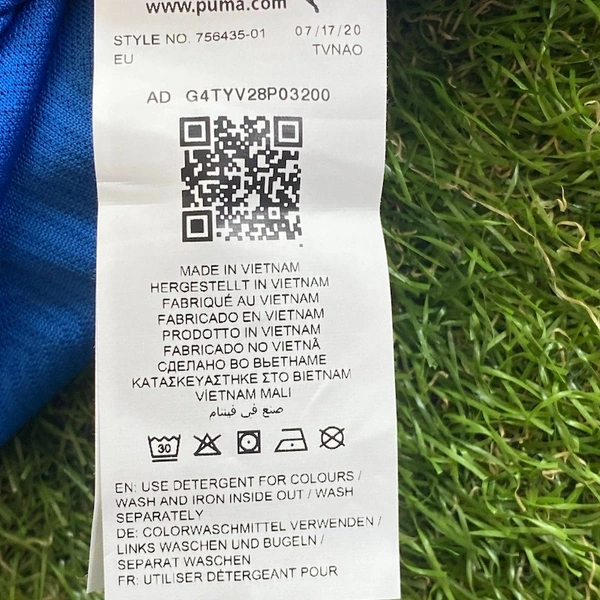 www.puma.com
STYLE NO. 756435-01 07/17/20
EU TVNAO
AD G4TYV28P03200
MADE IN VIETNAM
HERGESTELLT IN VIETNAM
FABRIQUÉ AU VIETNAM
FABRICADO EN VIETNAM
PRODOTTO IN VIETNAM
FABRICADO NO VIETNÃ
СДЕЛАНО ВО ВЬЕТНАМЕ
ΚΑΤΑΣΚΕΥΑΣΤΗΚΕ ΣΤΟ ΒΙΕΤΝΑΜ
VİETNAM MALI
صنع في فيتنام
30
EN: USE DETERGENT FOR COLOURS /
WASH AND IRON INSIDE OUT / WASH
SEPARATELY
DE: COLORWASCHMITTEL VERWENDEN /
LINKS WASCHEN UND BÜGELN /
SEPARAT WASCHEN
FR: UTILISER DÉTERGEANT POUR